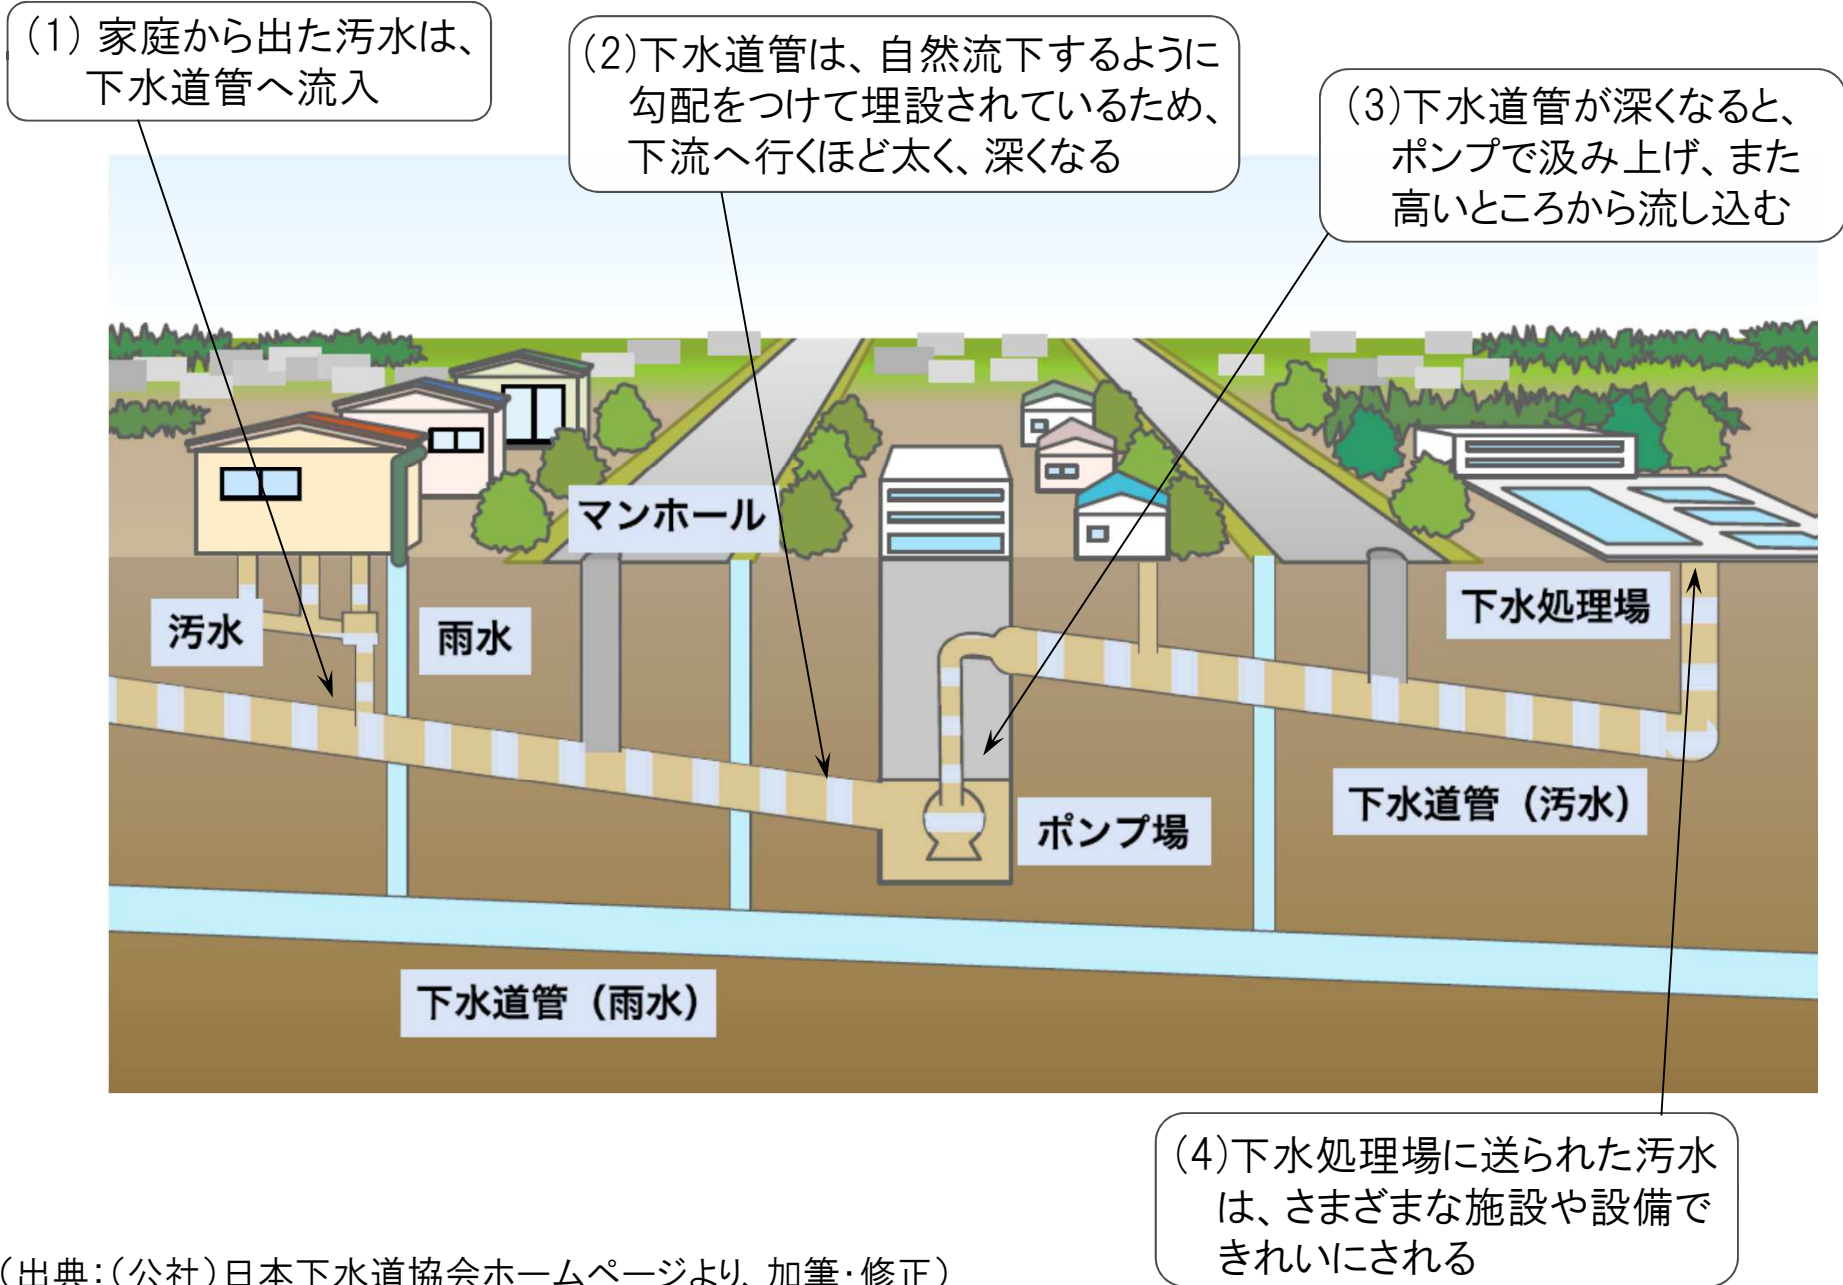 (1) 家庭から出た汚水は、
下水道管へ流入
(2)下水道管は、自然流下するように
勾配をつけて埋設されているため、
下流へ行くほど太く、深くなる
(3)下水道管が深くなると、
ポンプで汲み上げ、また
高いところから流し込む
マンホール
汚水
雨水
下水処理場
下水道管（汚水）
ポンプ場
下水道管（雨水）
(4)下水処理場に送られた汚水
は、さまざまな施設や設備で
きれいにされる
（出典：（公社）日本下水道協会ホームページより、加筆・修正）